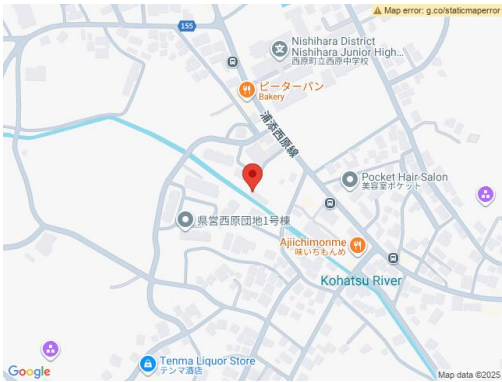 Map error: g.co/staticmaperror
155
Nishihara District
Nishihara Junior High...
西原町立西原中学校
ピーターパン
Bakery
浦添西原線
Pocket Hair Salon
美容室ポケット
県営西原団地1号棟
Ajiichimonme
味いちもんめ
Kohatsu River
Tenma Liquor Store
テンマ酒店
Google
Map data ©2025